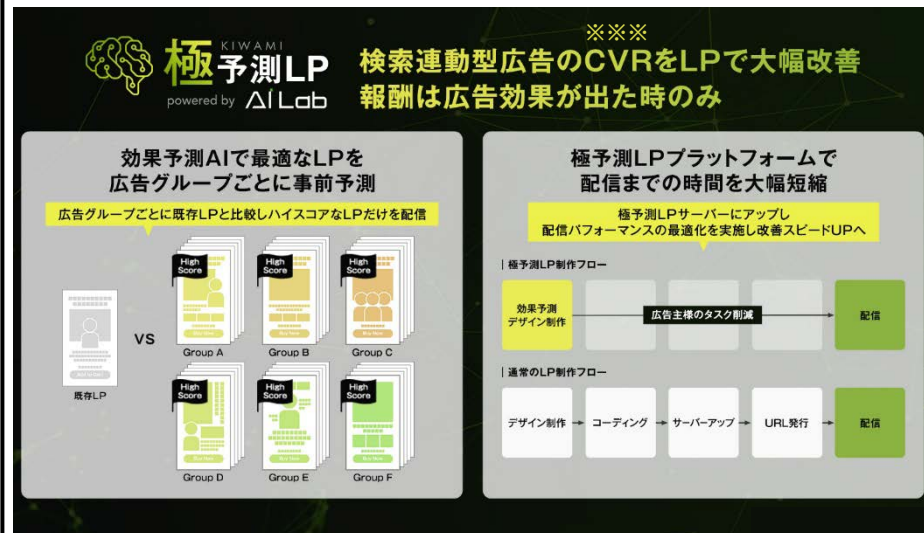 KIWAMI
極予測LP
powered by AI Lab
※※※
検索連動型広告のCVRをLPで大幅改善
報酬は広告効果が出た時のみ
効果予測AIで最適なLPを
広告グループごとに事前予測
広告グループごとに既存LPと比較しハイスコアなLPだけを配信
既存LP
VS
High
Score
Buy Now
Group A
High
Score
Buy Now
Group B
High
Score
Buy Now
Group C
High
Score
Buy Now
Group D
High
Score
Buy Now
Group E
High
Score
Buy Now
Group F
極予測LPプラットフォームで
配信までの時間を大幅短縮
極予測LPサーバーにアップし
配信パフォーマンスの最適化を実施し改善スピードUPへ
極予測LP制作フロー
効果予測
デザイン制作
広告主様のタスク削減
配信
通常のLP制作フロー
デザイン制作
コーディング
サーバーアップ
URL発行
配信